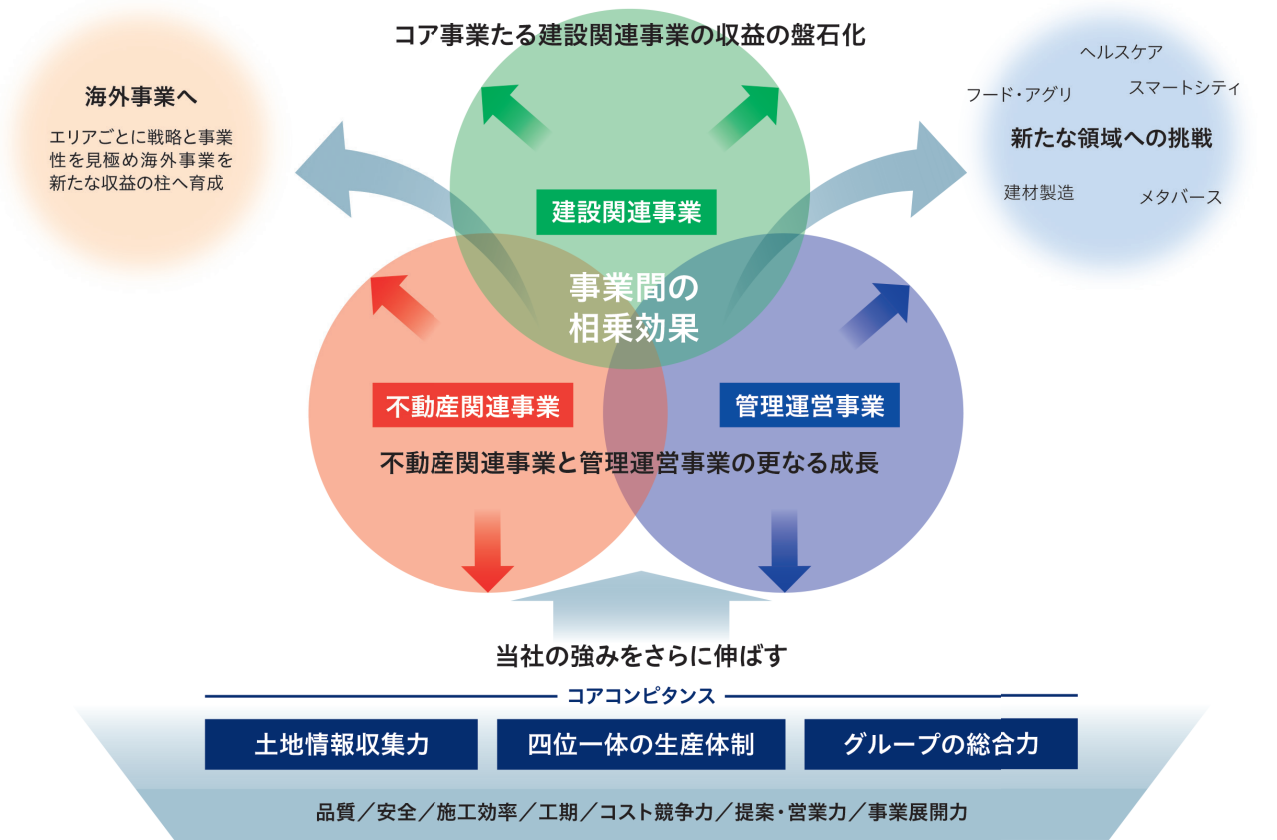 コア事業たる建設関連事業の収益の盤石化
海外事業へ
エリアごとに戦略と事業
性を見極め海外事業を
新たな収益の柱へ育成
ヘルスケア
フード・アグリ
スマートシティ
新たな領域への挑戦
建材製造
メタバース
建設関連事業
事業間の
相乗効果
不動産関連事業
管理運営事業
不動産関連事業と管理運営事業の更なる成長
当社の強みをさらに伸ばす
コアコンピタンス
土地情報収集力
四位一体の生産体制
グループの総合力
品質／安全／施工効率／工期／コスト競争力／提案・営業力／事業展開力